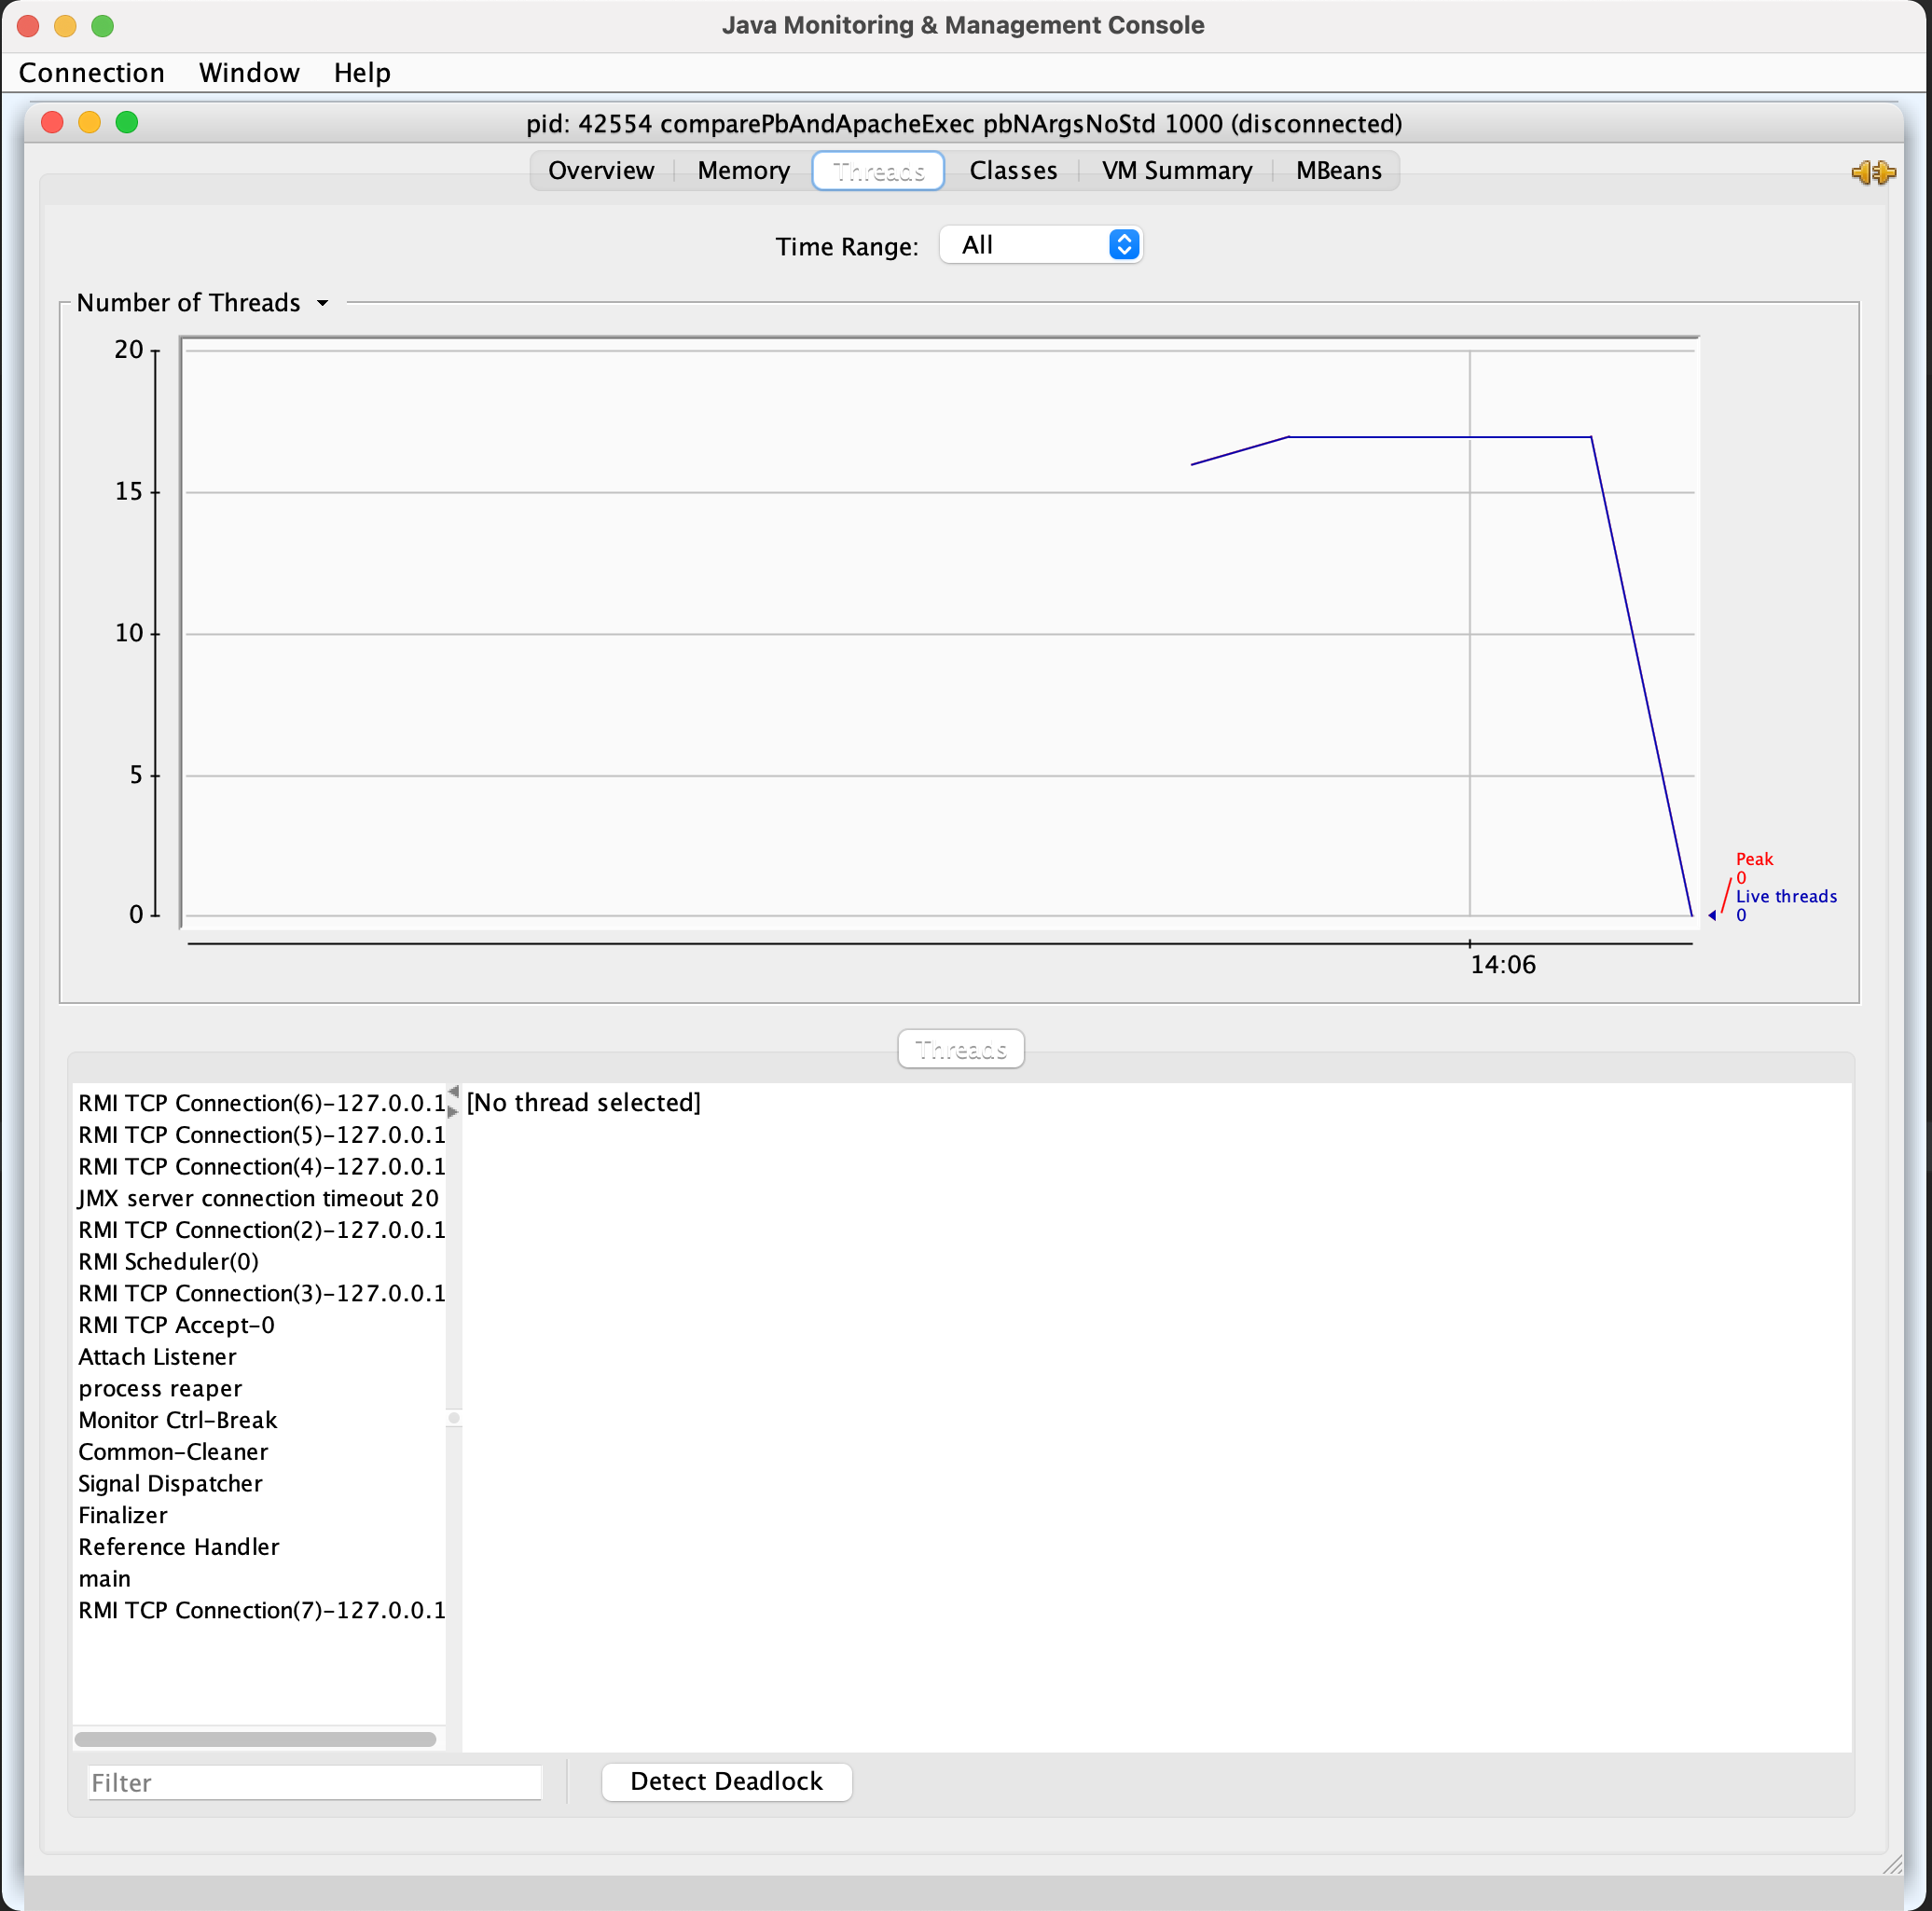 Java Monitoring & Management Console
Connection Window Help
pid: 42554 comparePbAndApacheExec pbNArgsNoStd 1000 (disconnected)
Overview Memory Threads Classes VM Summary MBeans
Time Range: All
Number of Threads
20
15
10
5
0
Peak
0
Live threads
0
14:06
Threads
RMI TCP Connection(6)-127.0.0.1
RMI TCP Connection(5)-127.0.0.1
RMI TCP Connection(4)-127.0.0.1
JMX server connection timeout 20
RMI TCP Connection(2)-127.0.0.1
RMI Scheduler(0)
RMI TCP Connection(3)-127.0.0.1
RMI TCP Accept-0
Attach Listener
process reaper
Monitor Ctrl-Break
Common-Cleaner
Signal Dispatcher
Finalizer
Reference Handler
main
RMI TCP Connection(7)-127.0.0.1
[No thread selected]
Filter
Detect Deadlock